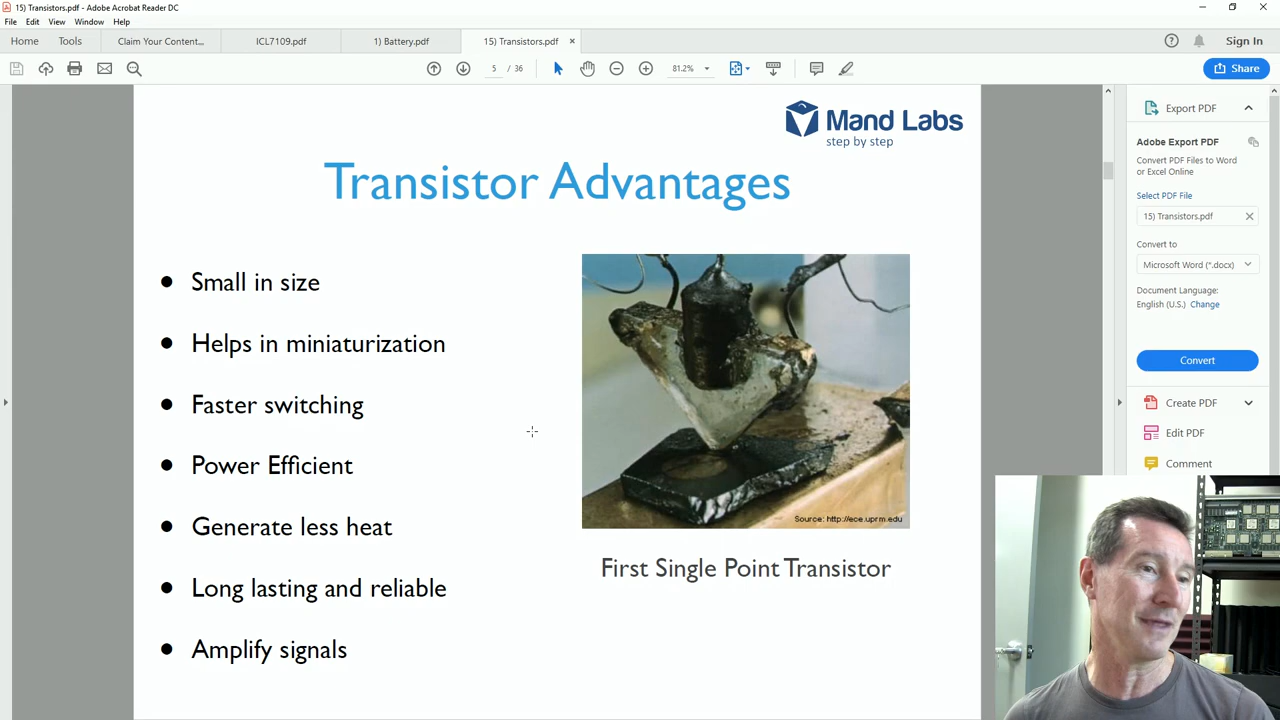 15) Transistors.pdf - Adobe Acrobat Reader DC
File Edit View Window Help
Home Tools Claim Your Content... ICL7109.pdf 1) Battery.pdf 15) Transistors.pdf × Sign In
5 / 36 81.2% Share
Mand Labs
step by step
Transistor Advantages
• Small in size
• Helps in miniaturization
• Faster switching
• Power Efficient
• Generate less heat
• Long lasting and reliable
• Amplify signals
Source: http://ece.uprm.edu
First Single Point Transistor
Export PDF
Adobe Export PDF
Convert PDF Files to Word
or Excel Online
Select PDF File
15) Transistors.pdf
Convert to
Microsoft Word (*.docx)
Document Language:
English (U.S.) Change
Convert
Create PDF
Edit PDF
Comment